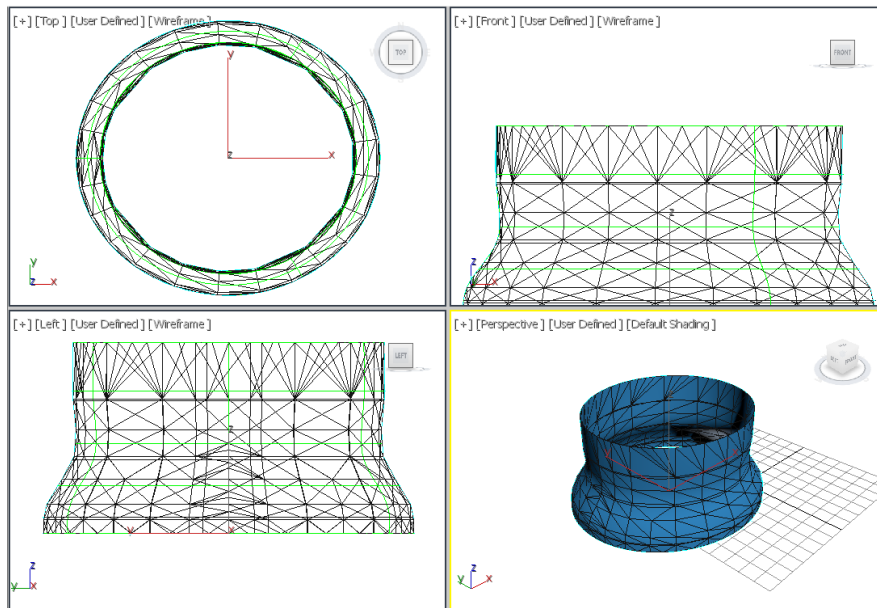 [+] [Top] [User Defined] [Wireframe]
TOP
y
z
x
y
z
x
[+] [Front] [User Defined] [Wireframe]
FRONT
z
z
x
[+] [Left] [User Defined] [Wireframe]
LEFT
z
y
x
z
y
x
[+] [Perspective] [User Defined] [Default Shading]
z
y
x